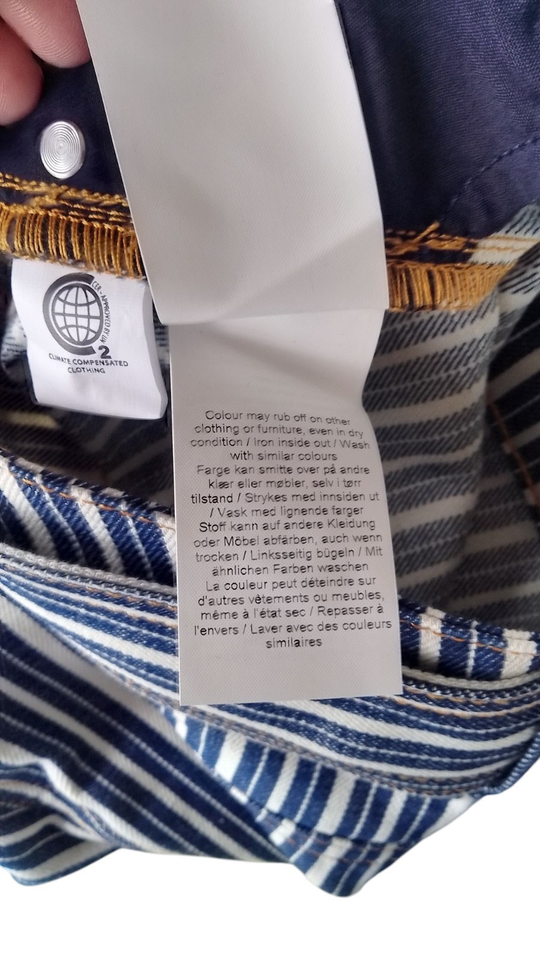 2
CLIMATE COMPENSATED
CLOTHING
Colour may rub off on other
clothing or furniture, even in dry
condition / Iron inside out / Wash
with similar colours
Farge kan smitte over på andre
klær eller møbler, selv i tørr
tilstand / Strykes med innsiden ut
/ Vask med lignende farger
Stoff kann auf andere Kleidung
oder Möbel abfärben, auch wenn
trocken / Linksseitig bügeln / Mit
ähnlichen Farben waschen
La couleur peut déteindre sur
d'autres vêtements ou meubles,
même à l'état sec / Repasser à
l'envers / Laver avec des couleurs
similaires